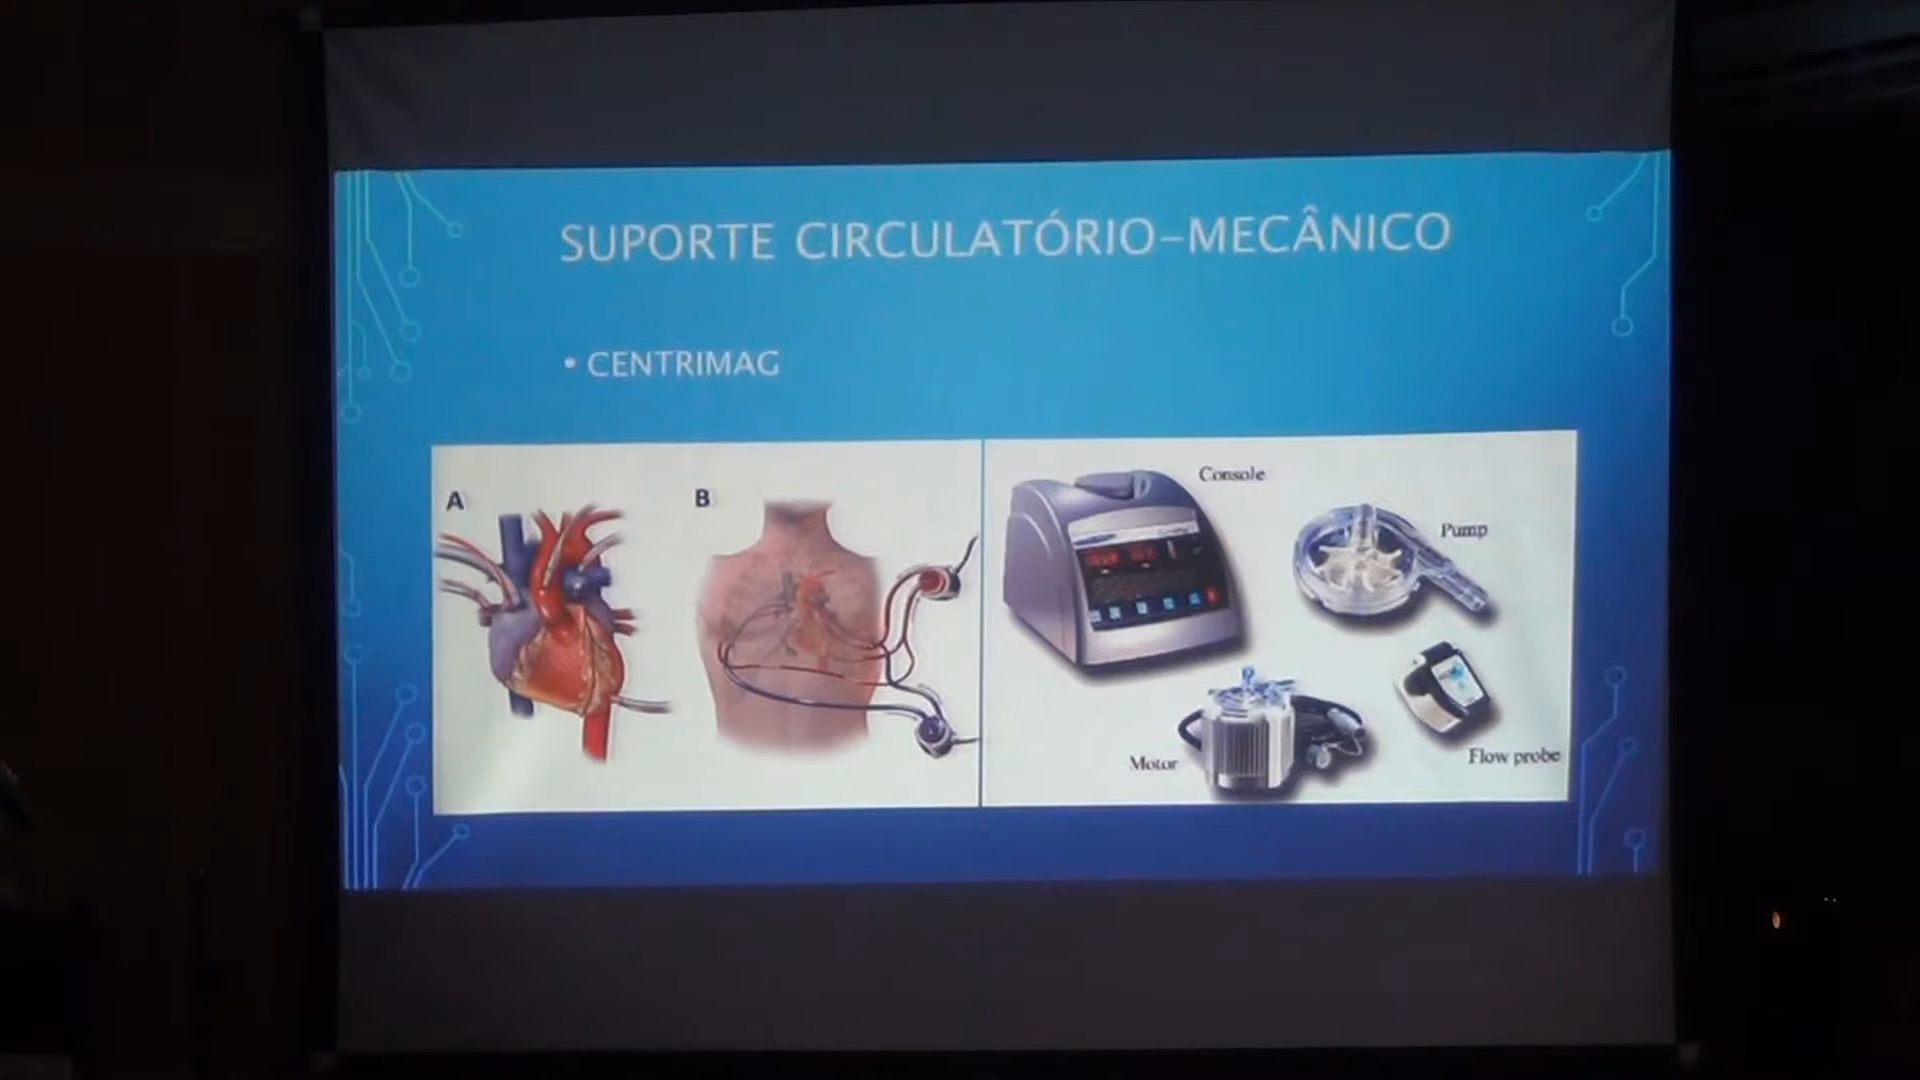 SUPORTE CIRCULATÓRIO-MECÂNICO
• CENTRIMAG
A
B
Console
Pump
Motor
Flow probe